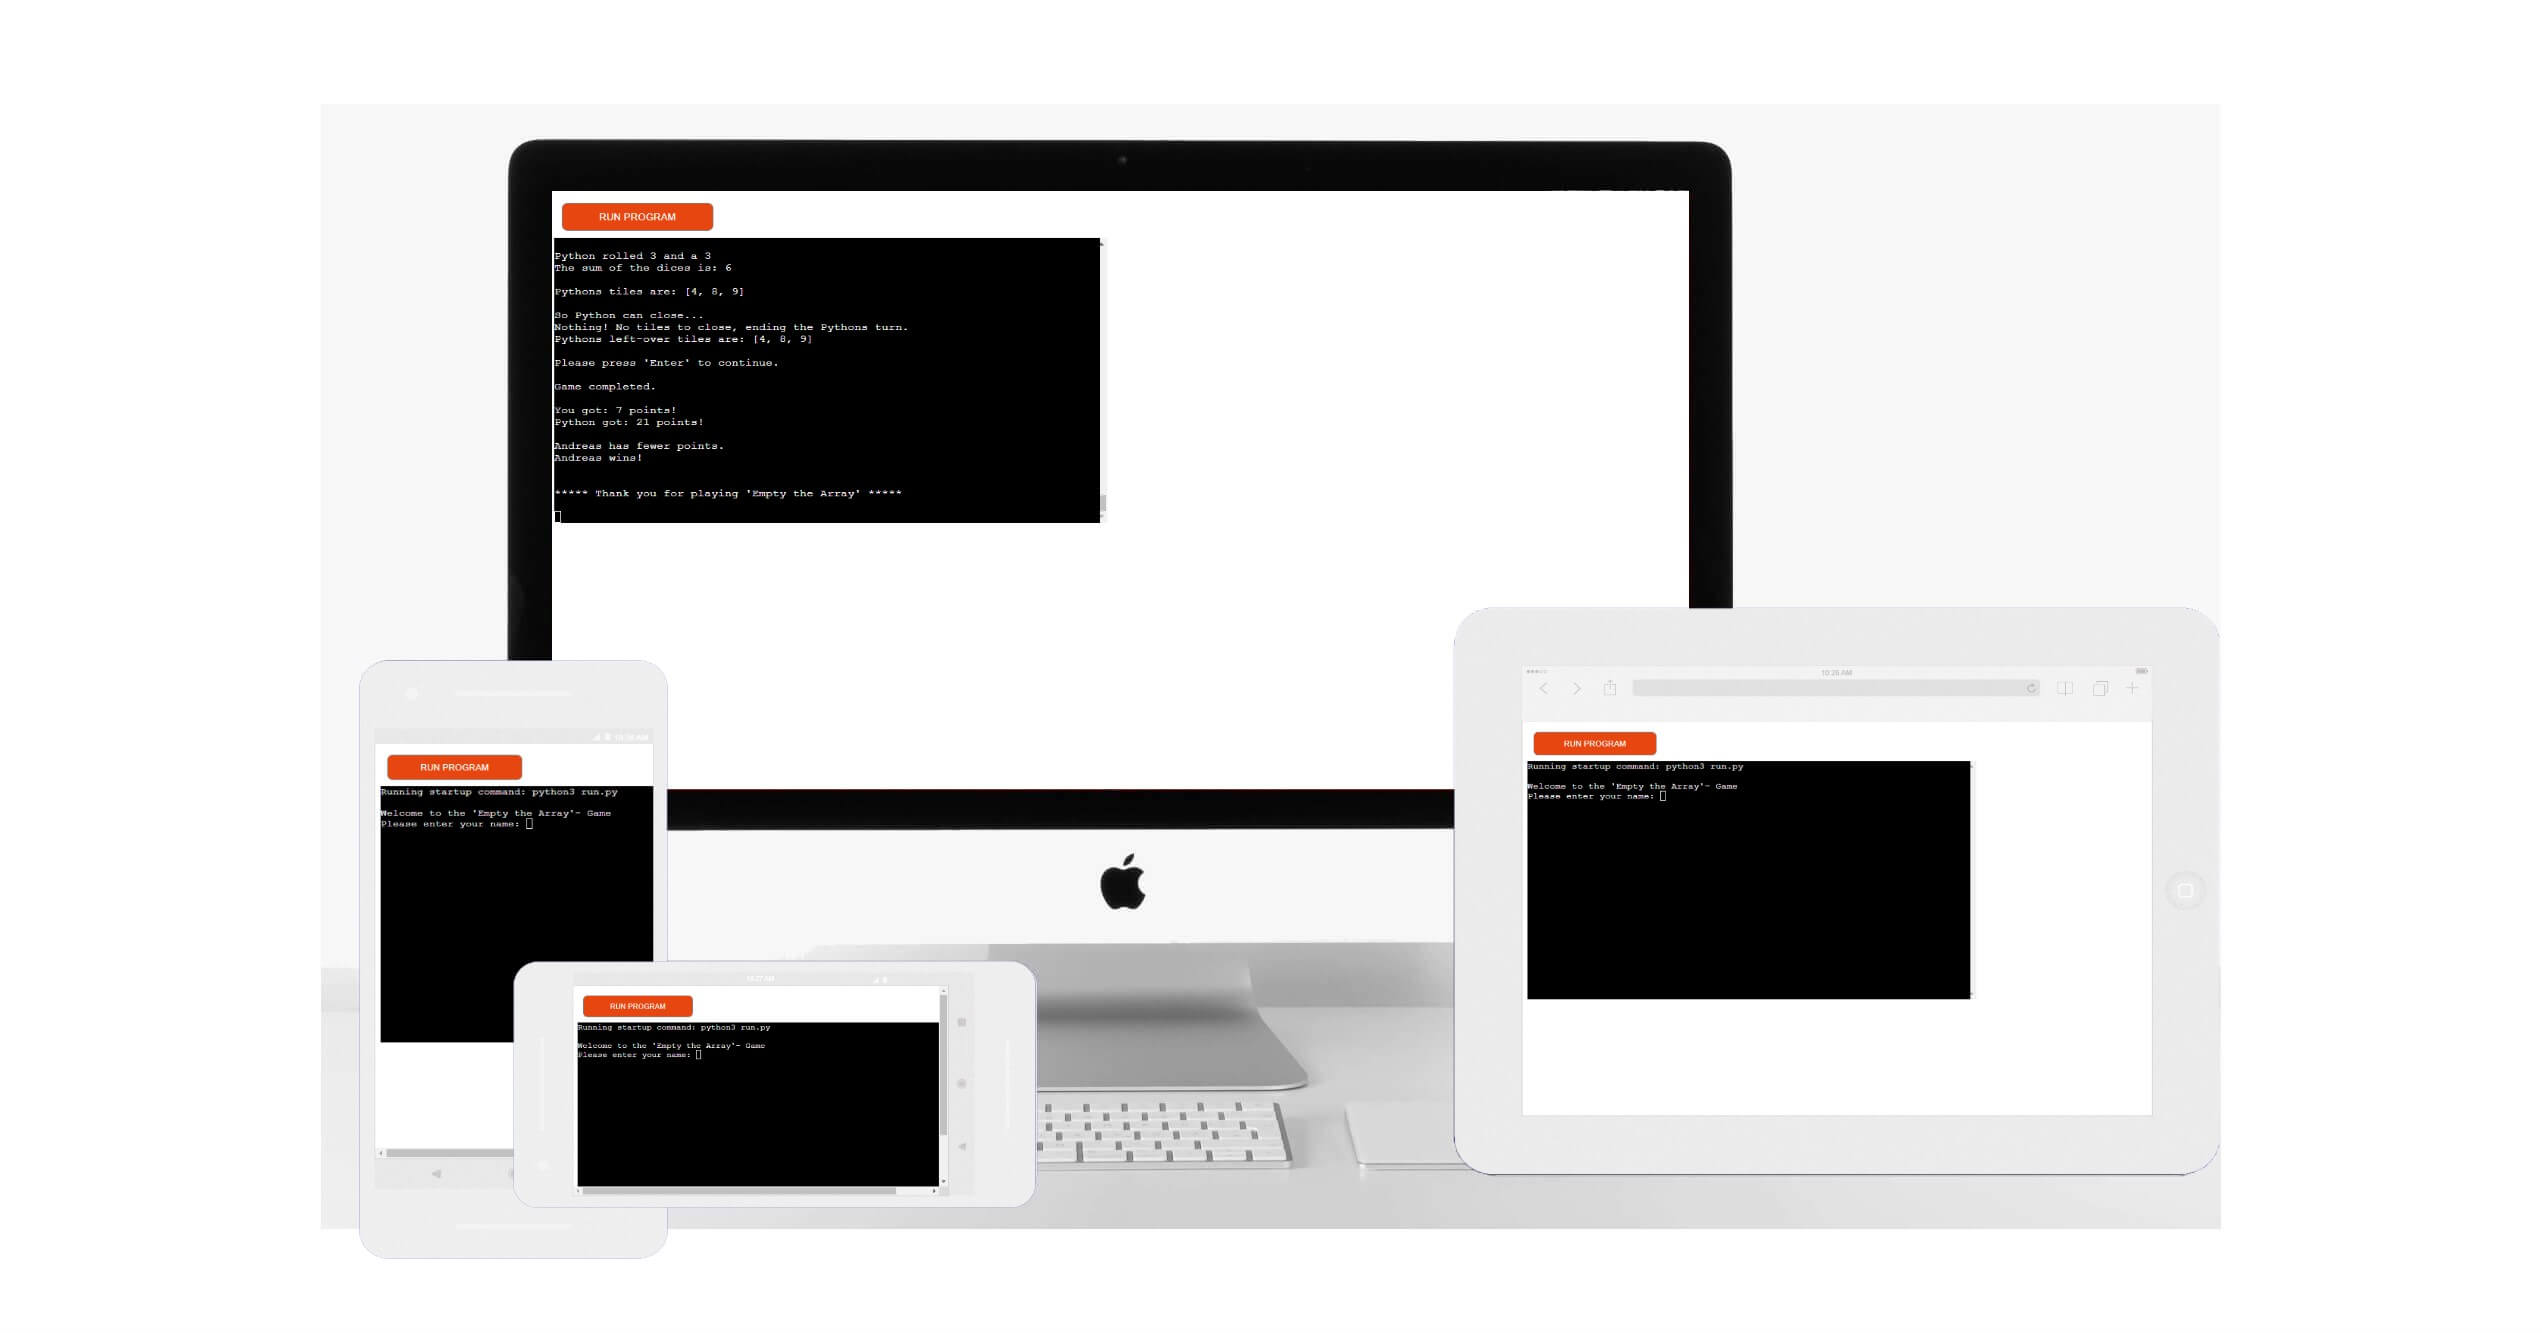 RUN PROGRAM
Python rolled 3 and a 3
The sum of the dices is: 6
Pythons tiles are: [4, 8, 9]
So Python can close...
Nothing! No tiles to close, ending the Pythons turn.
Pythons left-over tiles are: [4, 8, 9]
Please press 'Enter' to continue.
Game completed.
You got: 7 points!
Python got: 21 points!
Andreas has fewer points.
Andreas wins!
***** Thank you for playing 'Empty the Array' *****
10:26 AM
RUN PROGRAM
Running startup command: python3 run.py
Welcome to the 'Empty the Array'- Game
Please enter your name:
10:26 AM
RUN PROGRAM
Running startup command: python3 run.py
Welcome to the 'Empty the Array'- Game
Please enter your name:
10:27 AM
RUN PROGRAM
Running startup command: python3 run.py
Welcome to the 'Empty the Array'- Game
Please enter your name: